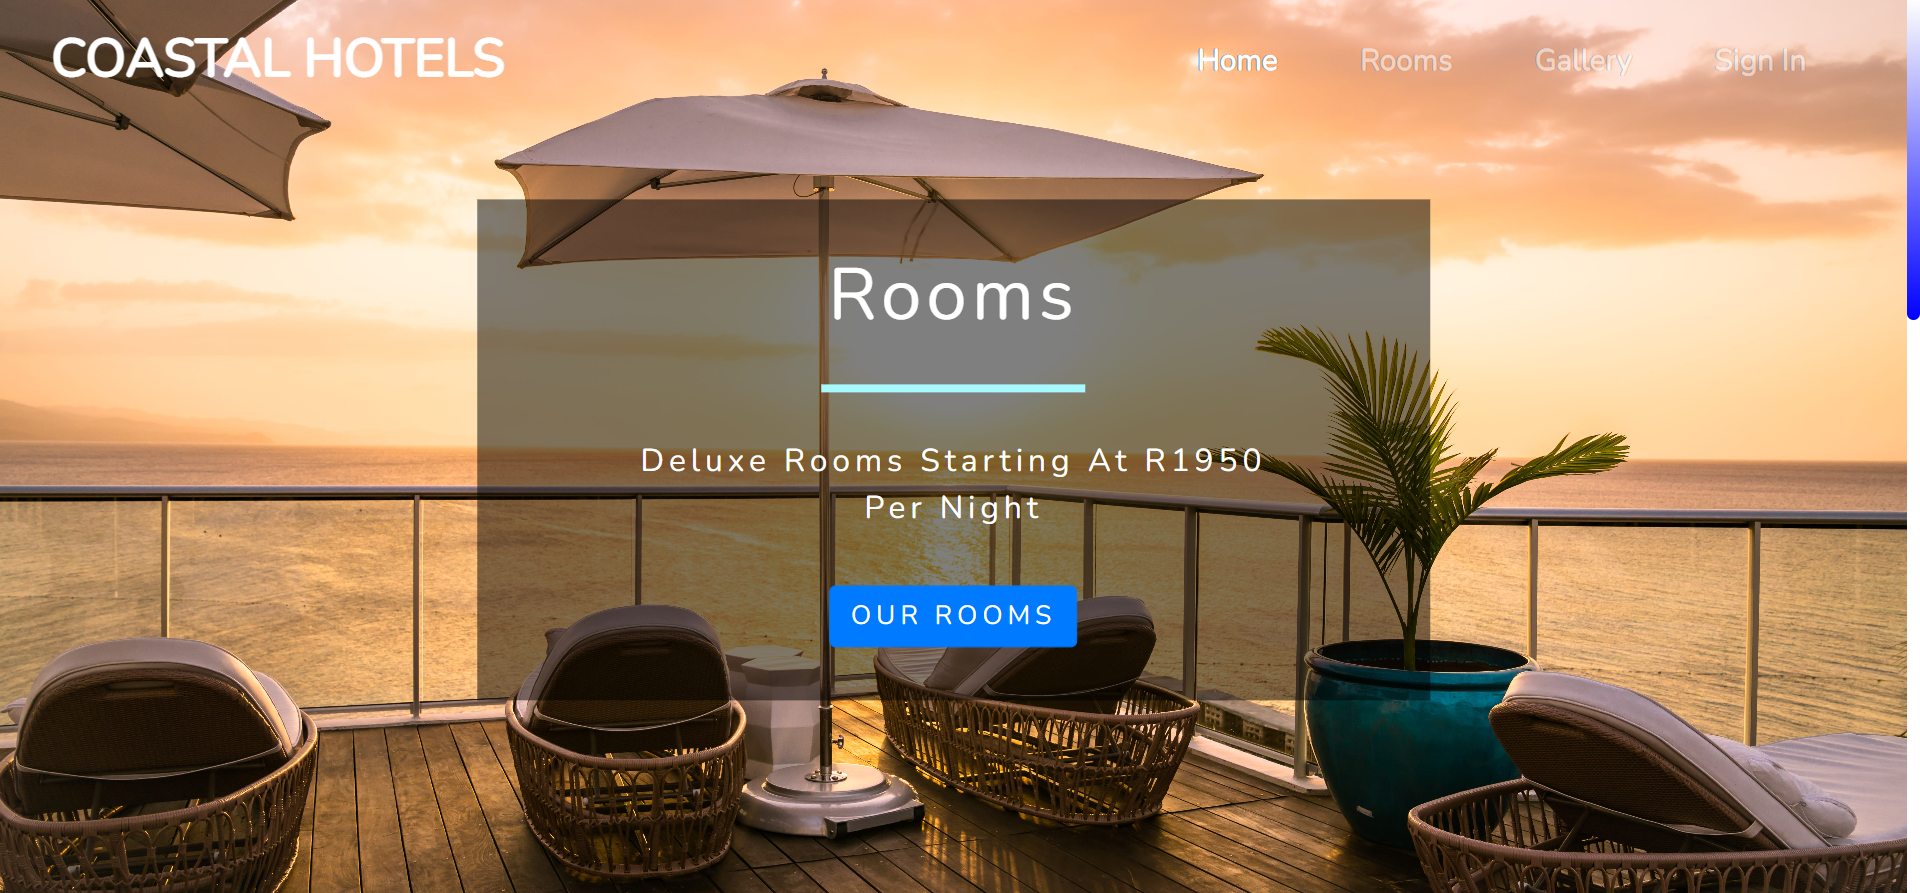 COASTAL HOTELS
Home Rooms Gallery Sign In
Rooms
Deluxe Rooms Starting At R1950
Per Night
OUR ROOMS